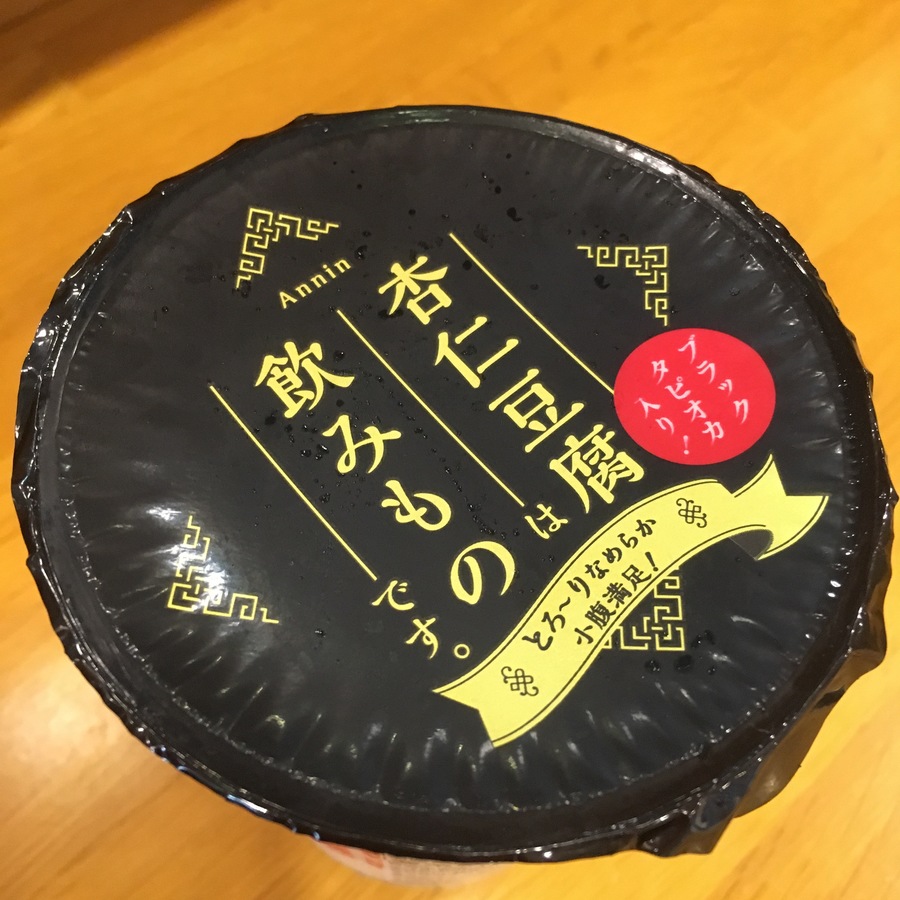 Annin
杏仁豆腐は
飲みもの
です。
ブラック
タピオカ
入り!
とろ〜りなめらか
小腹満足!